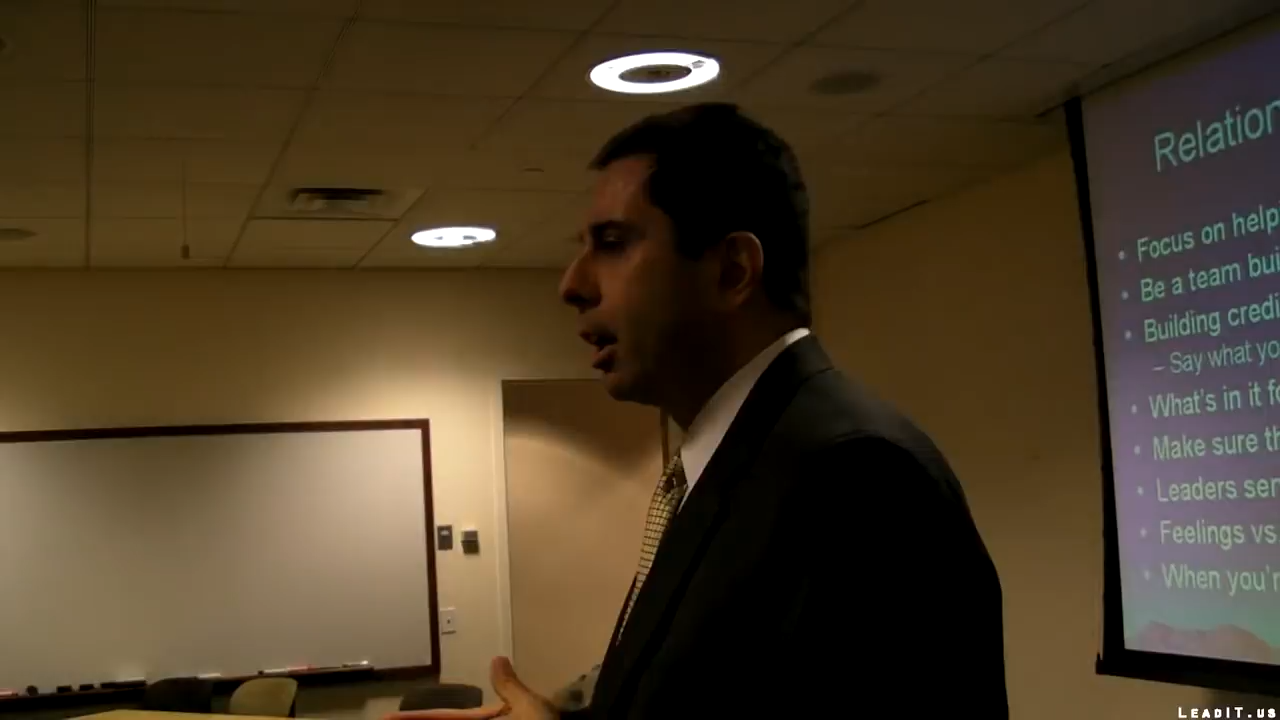 Relation
• Focus on help
• Be a team bui
• Building credi
– Say what yo
• What's in it fo
• Make sure th
• Leaders sen
• Feelings vs.
• When you'r
LEADIT.US